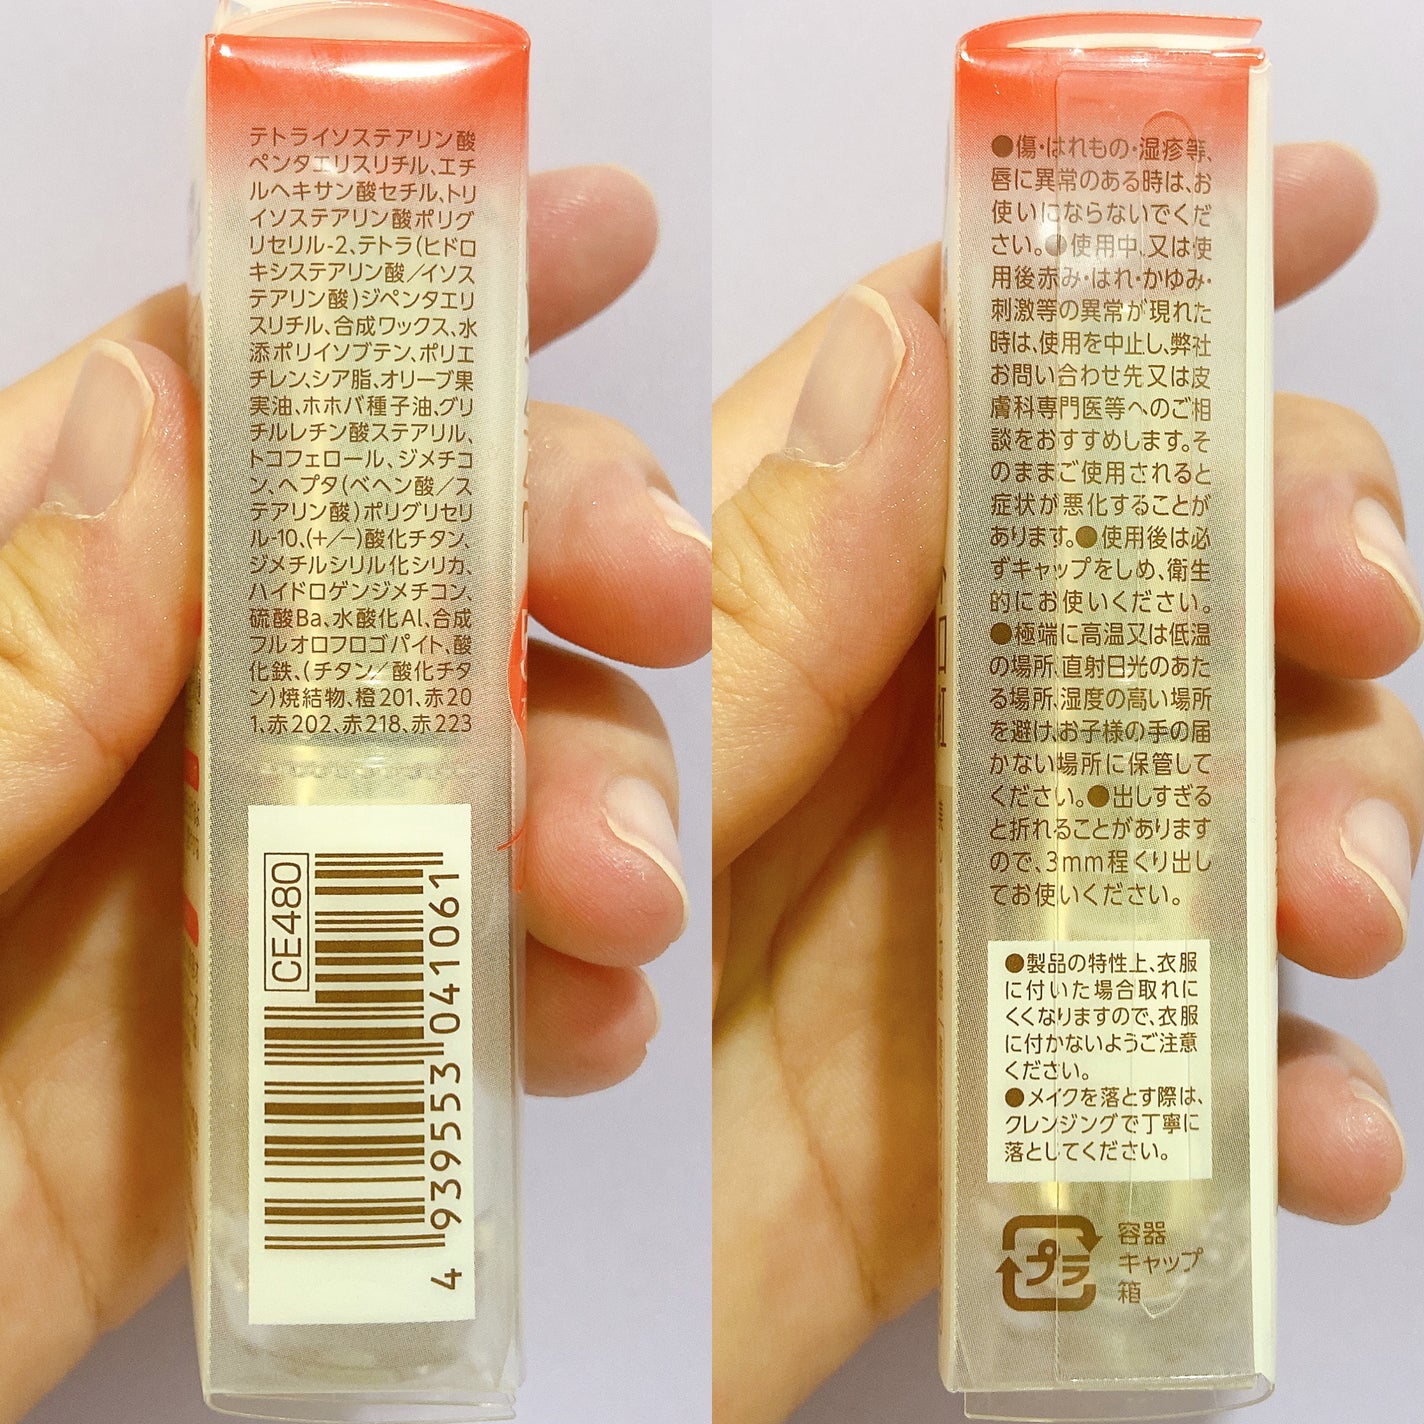 テトライソステアリン酸
ペンタエリスリチル、エチ
ルヘキサン酸セチル、トリ
イソステアリン酸ポリグ
リセリル-2、テトラ(ヒドロ
キシステアリン酸／イソス
テアリン酸)ジペンタエリ
スリチル、合成ワックス、水
添ポリイソブテン、ポリエ
チレン、シア脂、オリーブ果
実油、ホホバ種子油、グリ
チルレチン酸ステアリル、
トコフェロール、ジメチコ
ン、ヘプタ(ベヘン酸／ス
テアリン酸)ポリグリセリ
ル-10、(+/-)酸化チタン、
ジメチルシリル化シリカ、
ハイドロゲンジメチコン、
硫酸Ba、水酸化Al、合成
フルオロフロゴパイト、酸
化鉄、(チタン／酸化チタ
ン)焼結物、橙201、赤20
1、赤202、赤218、赤223
CE480
4 939553 041061
●傷・はれもの・湿疹等、
唇に異常のある時は、お
使いにならないでくだ
さい。●使用中、又は使
用後赤み・はれ・かゆみ・
刺激等の異常が現れた
時は、使用を中止し、弊社
お問い合わせ先又は皮
膚科専門医等へのご相
談をおすすめします。そ
のままご使用されると
症状が悪化することが
あります。●使用後は必
ずキャップをしめ、衛生
的にお使いください。
●極端に高温又は低温
の場所、直射日光のあた
る場所、湿度の高い場所
を避け、お子様の手の届
かない場所に保管して
ください。●出しすぎる
と折れることがあります
ので、3mm程くり出し
てお使いください。
●製品の特性上、衣服
に付いた場合取れに
くくなりますので、衣服
に付かないようご注意
ください。
●メイクを落とす際は、
クレンジングで丁寧に
落としてください。
プラ
容器
キャップ
箱